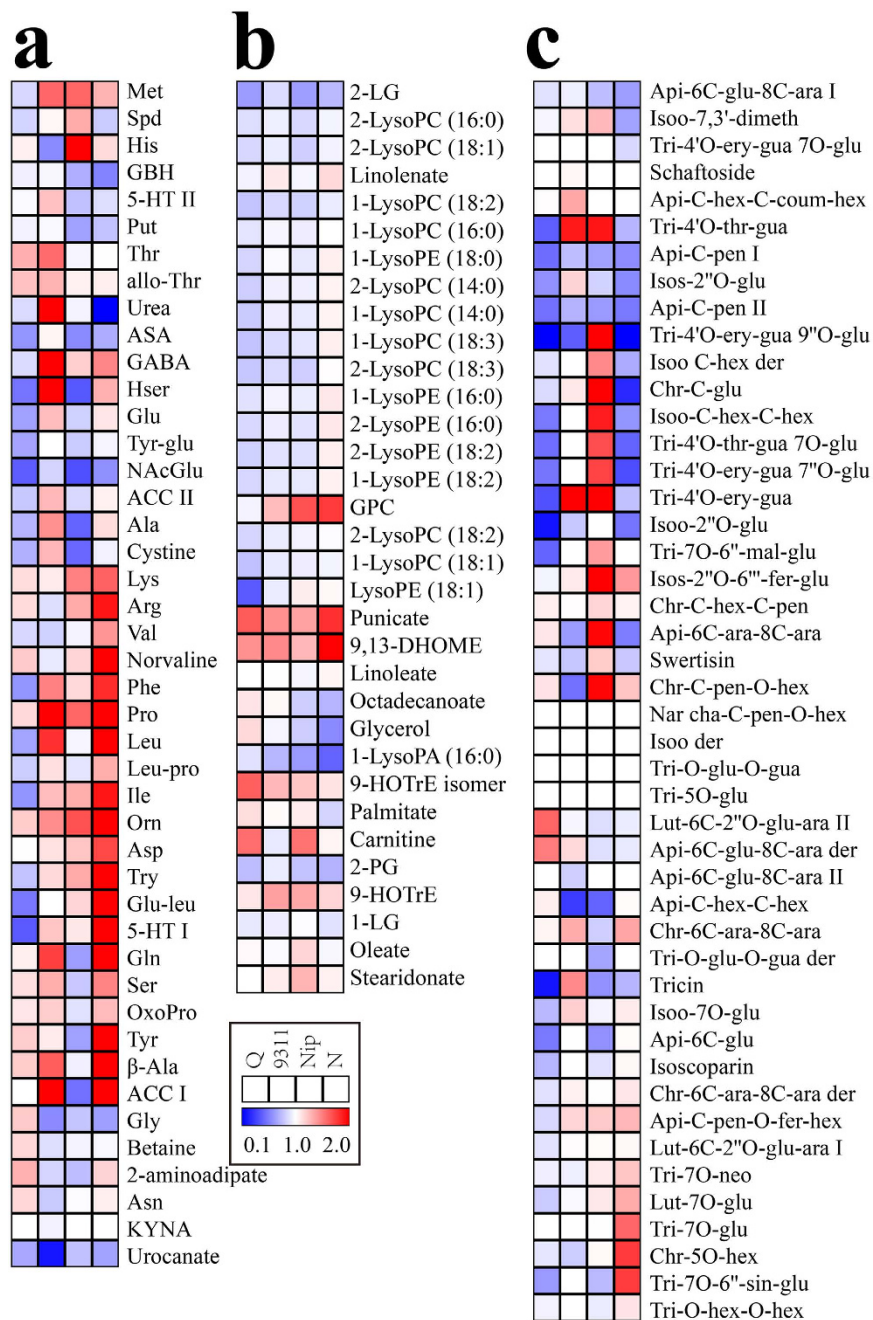 a
Met
Spd
His
GBH
5-HT II
Put
Thr
allo-Thr
Urea
ASA
GABA
Hser
Glu
Tyr-glu
NAcGlu
ACC II
Ala
Cystine
Lys
Arg
Val
Norvaline
Phe
Pro
Leu
Leu-pro
Ile
Orn
Asp
Try
Glu-leu
5-HT I
Gln
Ser
OxoPro
Tyr
β-Ala
ACC I
Gly
Betaine
2-aminoadipate
Asn
KYNA
Urocanate
b
2-LG
2-LysoPC (16:0)
2-LysoPC (18:1)
Linolenate
1-LysoPC (18:2)
1-LysoPC (16:0)
1-LysoPE (18:0)
2-LysoPC (14:0)
1-LysoPC (14:0)
1-LysoPC (18:3)
2-LysoPC (18:3)
1-LysoPE (16:0)
2-LysoPE (16:0)
2-LysoPE (18:2)
1-LysoPE (18:2)
GPC
2-LysoPC (18:2)
1-LysoPC (18:1)
LysoPE (18:1)
Punicate
9,13-DHOME
Linoleate
Octadecanoate
Glycerol
1-LysoPA (16:0)
9-HOTrE isomer
Palmitate
Carnitine
2-PG
9-HOTrE
1-LG
Oleate
Stearidonate
Q 9311 Nip N
0.1 1.0 2.0
c
Api-6C-glu-8C-ara I
Isoo-7,3'-dimeth
Tri-4'O-ery-gua 7O-glu
Schaftoside
Api-C-hex-C-coum-hex
Tri-4'O-thr-gua
Api-C-pen I
Isos-2"O-glu
Api-C-pen II
Tri-4'O-ery-gua 9"O-glu
Isoo C-hex der
Chr-C-glu
Isoo-C-hex-C-hex
Tri-4'O-thr-gua 7O-glu
Tri-4'O-ery-gua 7"O-glu
Tri-4'O-ery-gua
Isoo-2"O-glu
Tri-7O-6"-mal-glu
Isos-2"O-6"'-fer-glu
Chr-C-hex-C-pen
Api-6C-ara-8C-ara
Swertisin
Chr-C-pen-O-hex
Nar cha-C-pen-O-hex
Isoo der
Tri-O-glu-O-gua
Tri-5O-glu
Lut-6C-2"O-glu-ara II
Api-6C-glu-8C-ara der
Api-6C-glu-8C-ara II
Api-C-hex-C-hex
Chr-6C-ara-8C-ara
Tri-O-glu-O-gua der
Tricin
Isoo-7O-glu
Api-6C-glu
Isoscoparin
Chr-6C-ara-8C-ara der
Api-C-pen-O-fer-hex
Lut-6C-2"O-glu-ara I
Tri-7O-neo
Lut-7O-glu
Tri-7O-glu
Chr-5O-hex
Tri-7O-6"-sin-glu
Tri-O-hex-O-hex